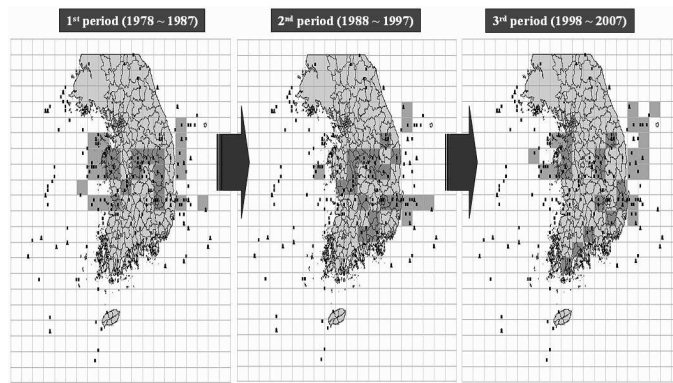 1st period (1978 ~ 1987)
2nd period (1988 ~ 1997)
3rd period (1998 ~ 2007)